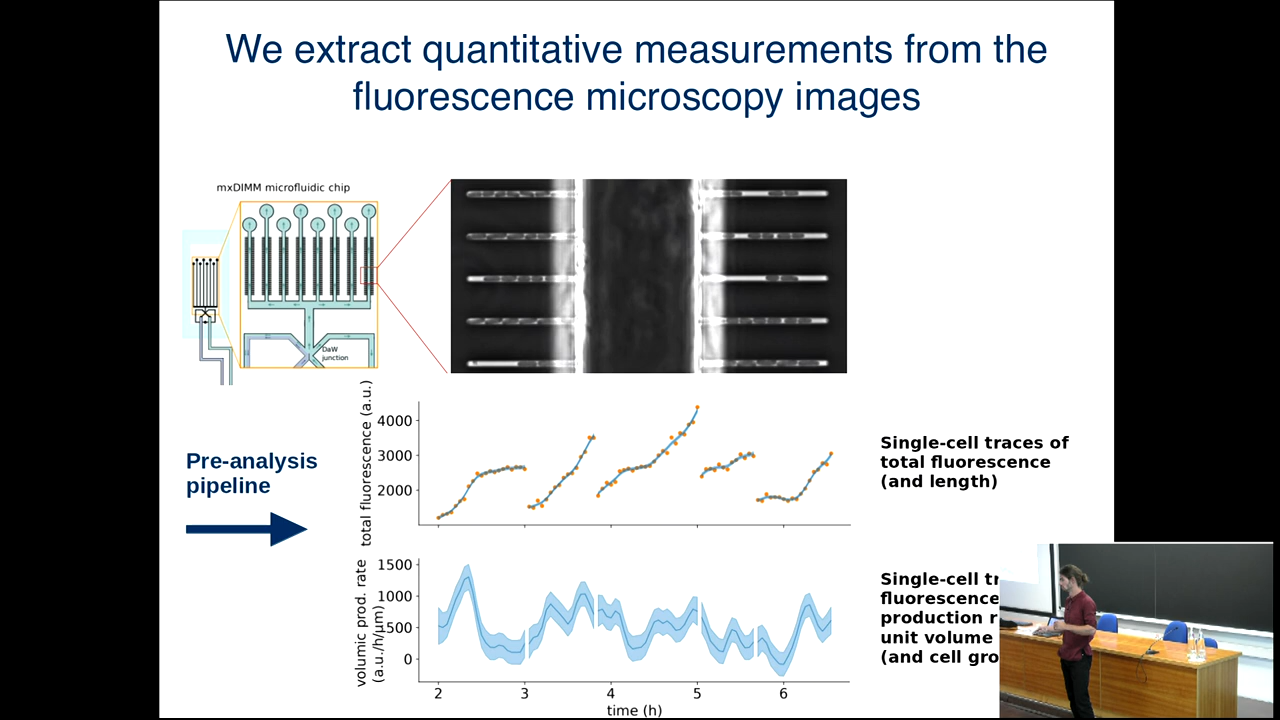 We extract quantitative measurements from the
fluorescence microscopy images
mxDIMM microfluidic chip
DaW
junction
Pre-analysis
pipeline
total fluorescence (a.u.)
4000
3000
2000
Single-cell traces of
total fluorescence
(and length)
volumic prod. rate
(a.u./h/μm)
1500
1000
500
0
2 3 4 5 6
time (h)
Single-cell
fluorescence
production
unit volume
(and cell